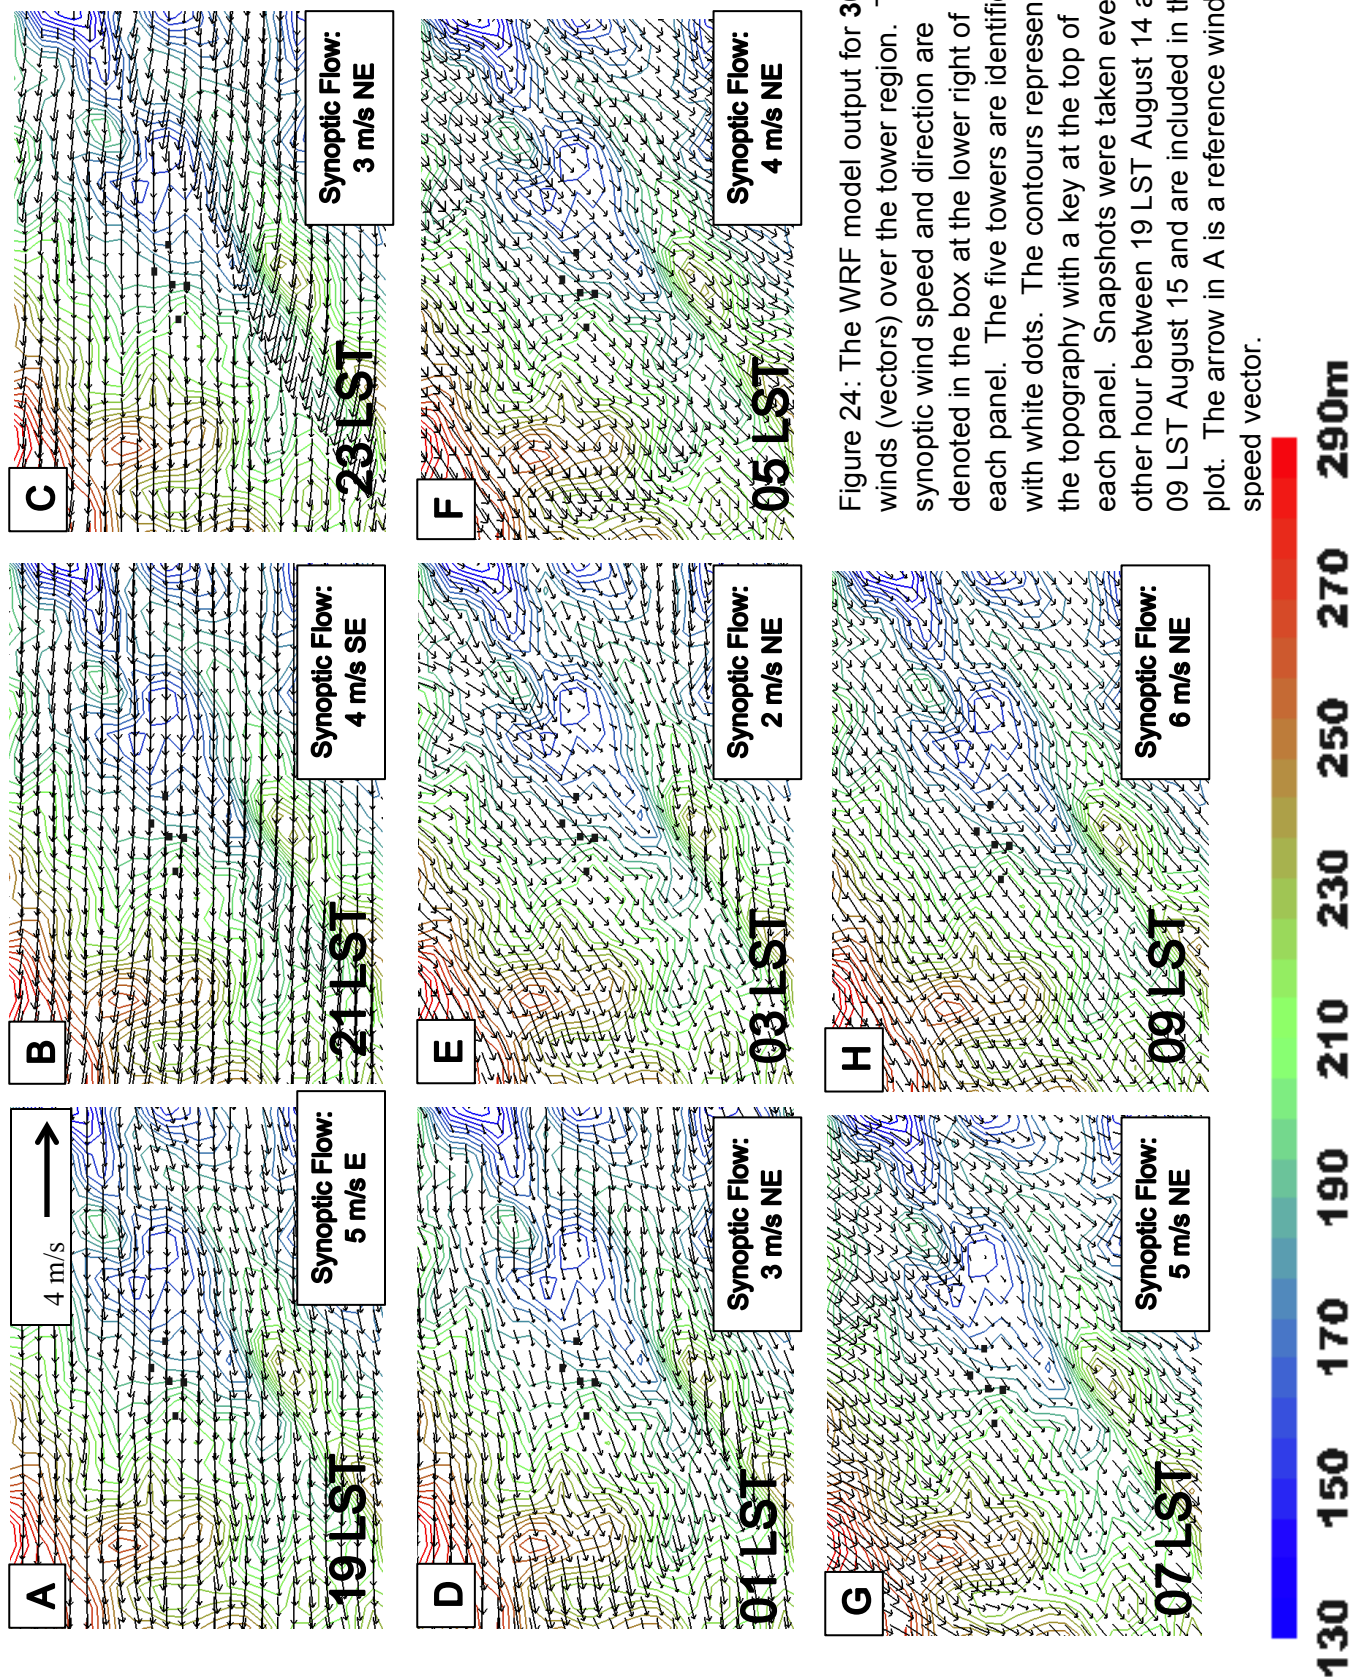 A
4 m/s
19 LST
Synoptic Flow:
5 m/s E
B
21 LST
Synoptic Flow:
4 m/s SE
C
23 LST
Synoptic Flow:
3 m/s NE
D
01 LST
Synoptic Flow:
3 m/s NE
E
03 LST
Synoptic Flow:
2 m/s NE
F
05 LST
Synoptic Flow:
4 m/s NE
G
07 LST
Synoptic Flow:
5 m/s NE
H
09 LST
Synoptic Flow:
6 m/s NE
Figure 24: The WRF model output for
winds (vectors) over the tower region.
synoptic wind speed and direction are
denoted in the box at the lower right of
each panel. The five towers are
with white dots. The contours
the topography with a key at the top of
each panel. Snapshots were taken
other hour between 19 LST August 14
09 LST August 15 and are included in
plot. The arrow in A is a reference wind
speed vector.
130 150 170 190 210 230 250 270 290m